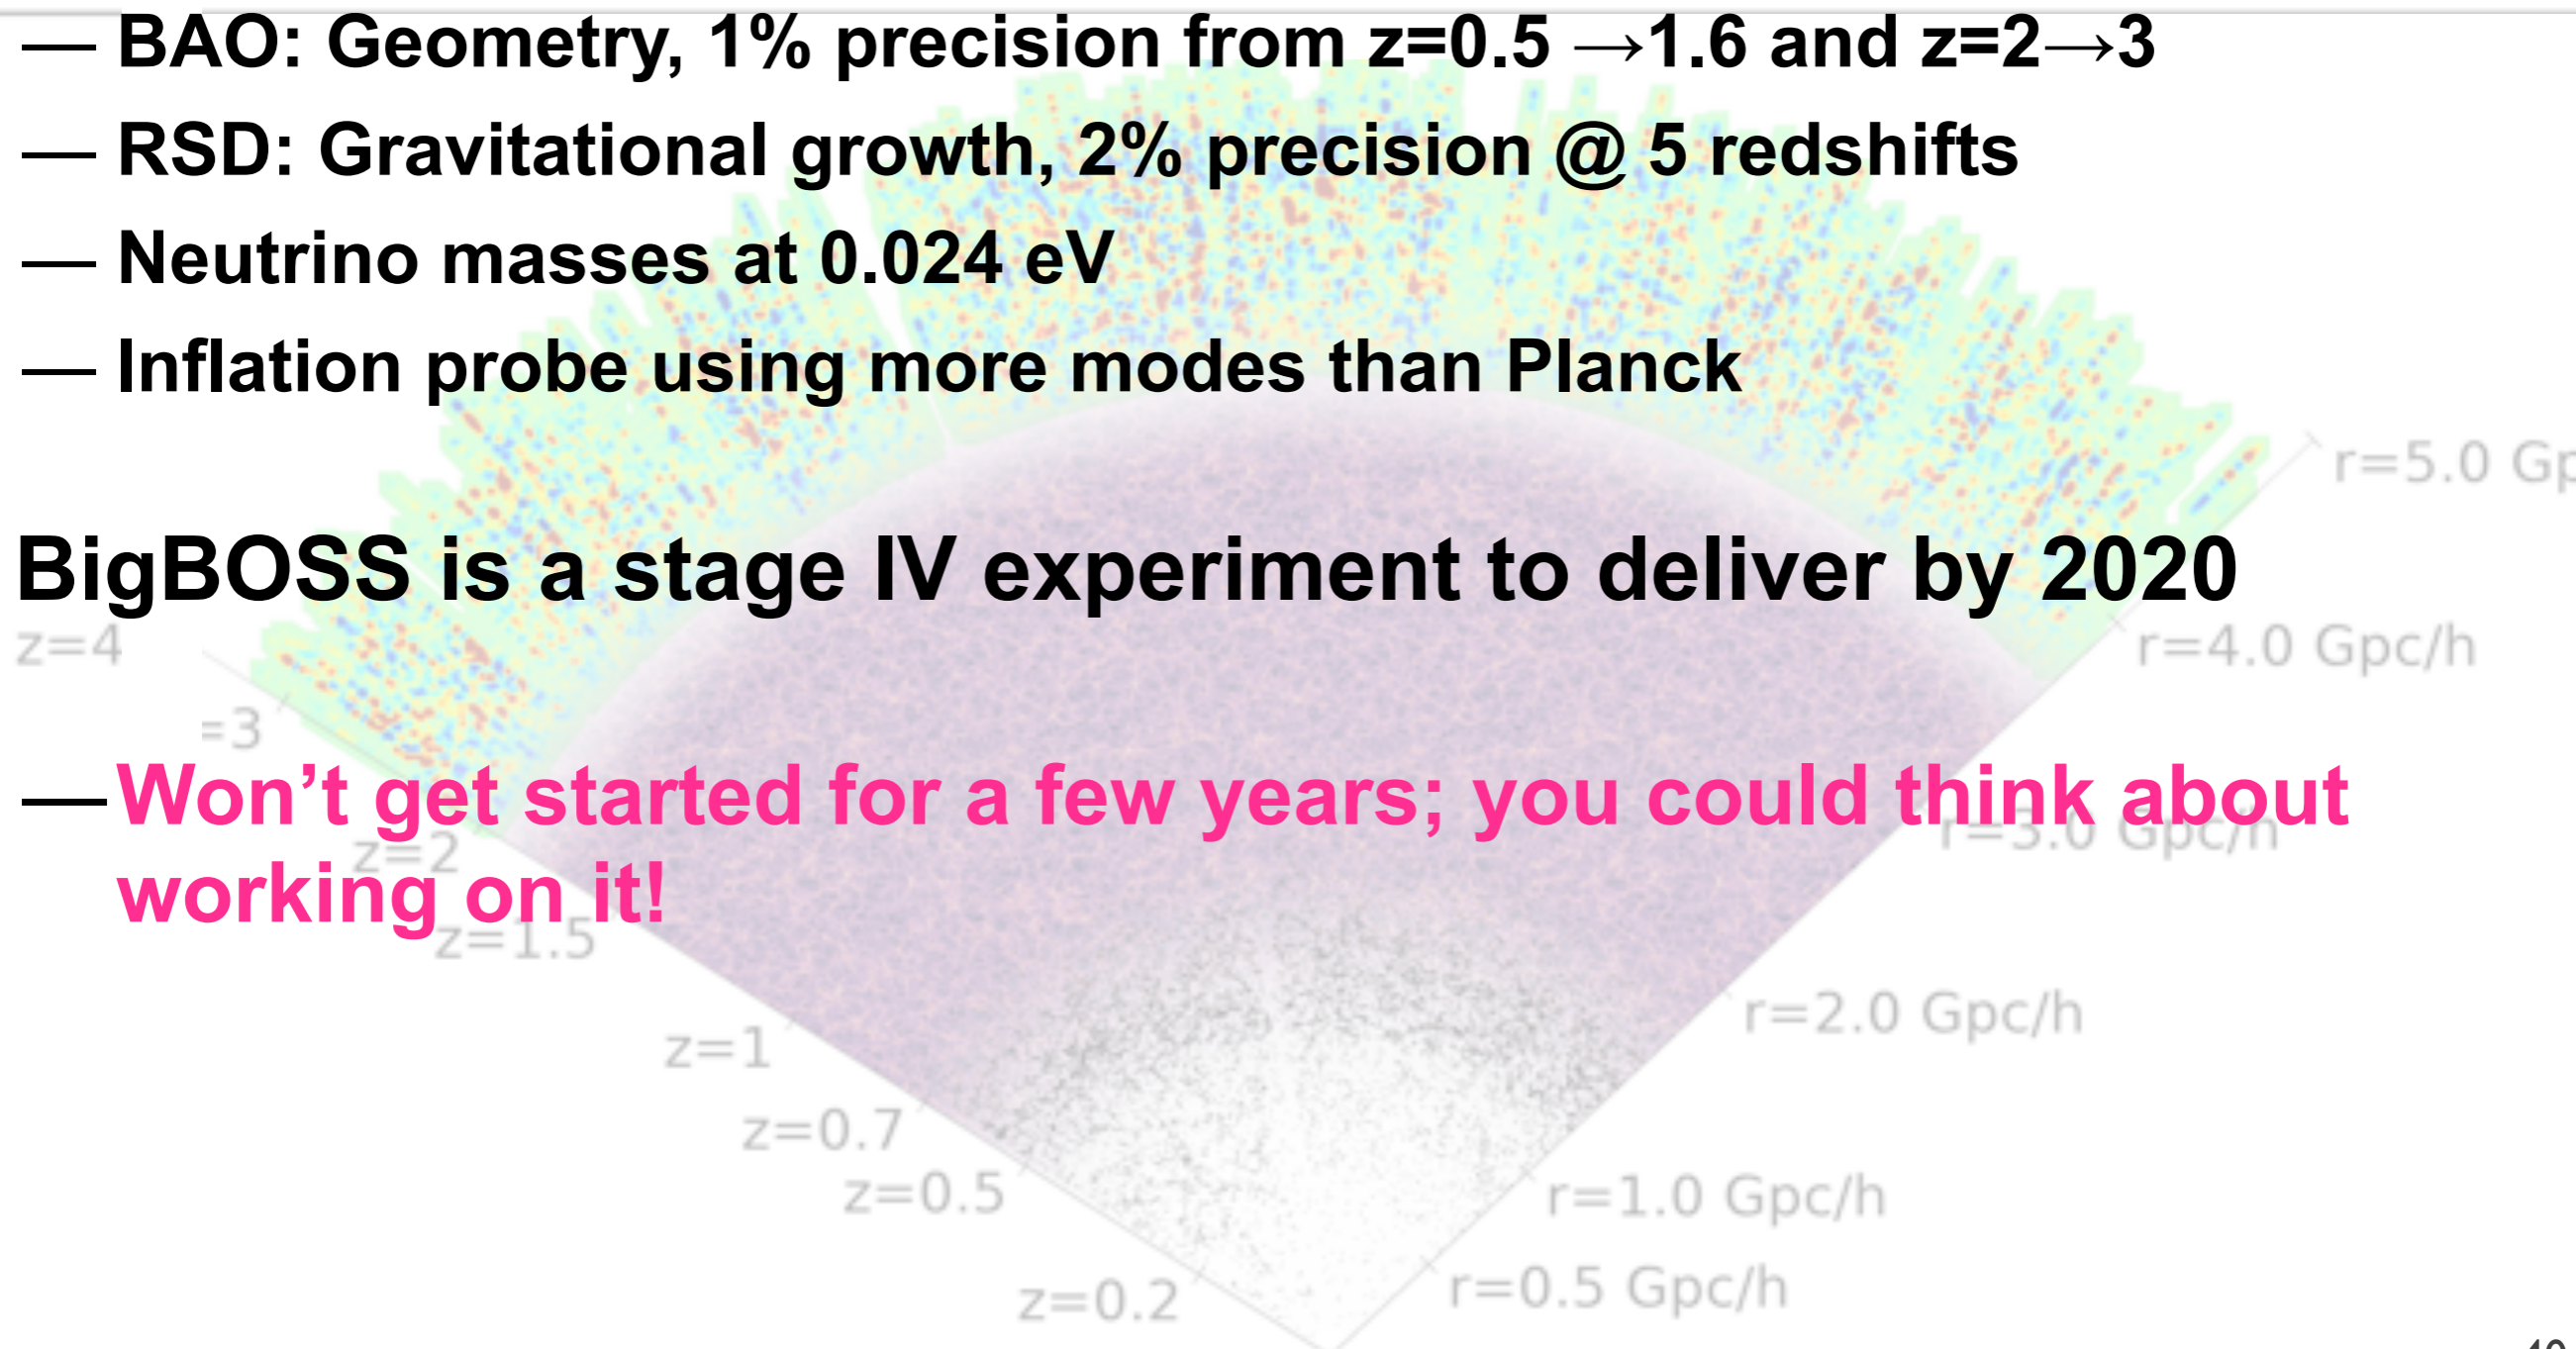 — BAO: Geometry, 1% precision from z=0.5 →1.6 and z=2→3
— RSD: Gravitational growth, 2% precision @ 5 redshifts
— Neutrino masses at 0.024 eV
— Inflation probe using more modes than Planck
r=5.0 Gp
BigBOSS is a stage IV experiment to deliver by 2020
z=4
r=4.0 Gpc/h
=3
— Won’t get started for a few years; you could think about
r=3.0 Gpc/h
z=2
working on it!
z=1.5
r=2.0 Gpc/h
z=1
z=0.7
z=0.5
r=1.0 Gpc/h
z=0.2
r=0.5 Gpc/h